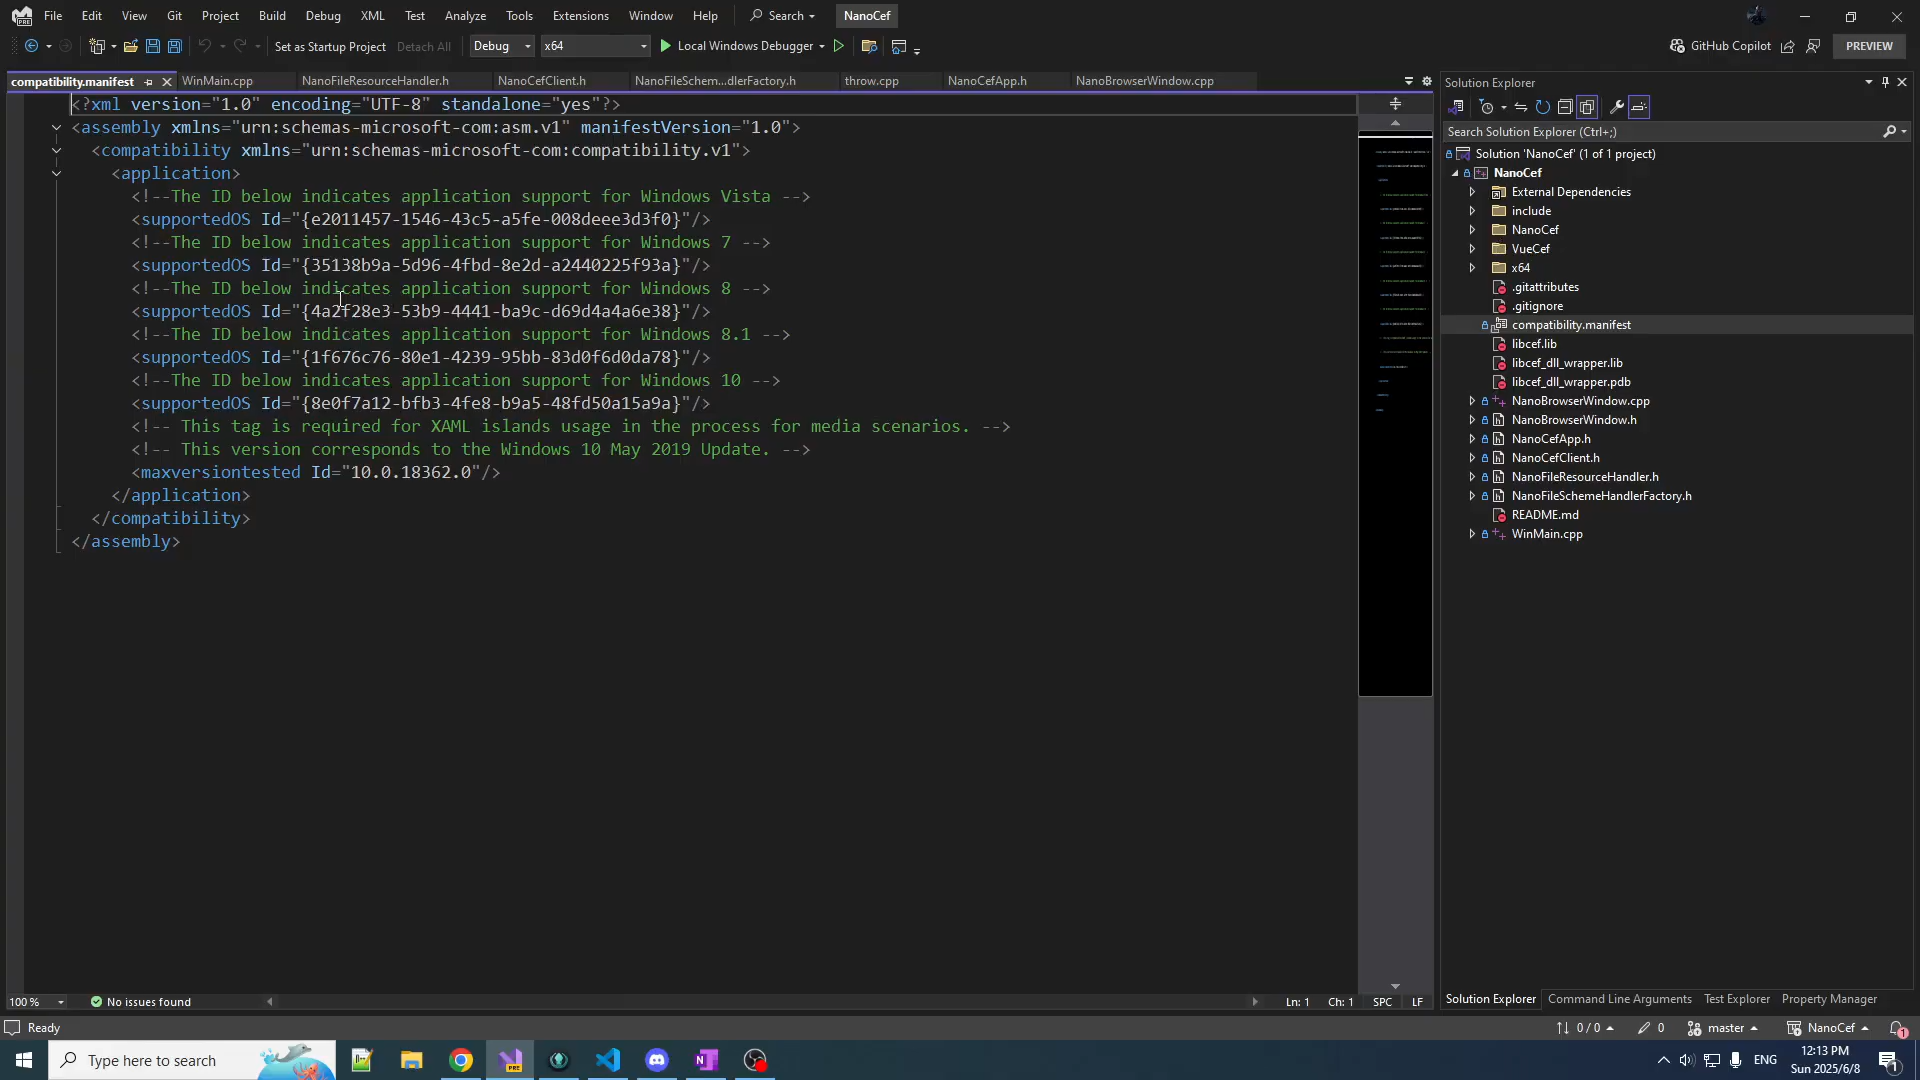 File Edit View Git Project Build Debug XML Test Analyze Tools Extensions Window Help Search NanoCef
Set as Startup Project Detach All Debug x64 Local Windows Debugger GitHub Copilot PREVIEW
compatibility.manifest WinMain.cpp NanoFileResourceHandler.h NanoCefClient.h NanoFileSchem...dlerFactory.h throw.cpp NanoCefApp.h NanoBrowserWindow.cpp
<?xml version="1.0" encoding="UTF-8" standalone="yes"?>
<assembly xmlns="urn:schemas-microsoft-com:asm.v1" manifestVersion="1.0">
<compatibility xmlns="urn:schemas-microsoft-com:compatibility.v1">
<application>
<!--The ID below indicates application support for Windows Vista -->
<supportedOS Id="{e2011457-1546-43c5-a5fe-008deee3d3f0}"/>
<!--The ID below indicates application support for Windows 7 -->
<supportedOS Id="{35138b9a-5d96-4fbd-8e2d-a2440225f93a}"/>
<!--The ID below indicates application support for Windows 8 -->
<supportedOS Id="{4a2f28e3-53b9-4441-ba9c-d69d4a4a6e38}"/>
<!--The ID below indicates application support for Windows 8.1 -->
<supportedOS Id="{1f676c76-80e1-4239-95bb-83d0f6d0da78}"/>
<!--The ID below indicates application support for Windows 10 -->
<supportedOS Id="{8e0f7a12-bfb3-4fe8-b9a5-48fd50a15a9a}"/>
<!-- This tag is required for XAML islands usage in the process for media scenarios. -->
<!-- This version corresponds to the Windows 10 May 2019 Update. -->
<maxversiontested Id="10.0.18362.0"/>
</application>
</compatibility>
</assembly>
100 % No issues found Ln: 1 Ch: 1 SPC LF
Solution Explorer
Search Solution Explorer (Ctrl+;)
Solution 'NanoCef' (1 of 1 project)
NanoCef
External Dependencies
include
NanoCef
VueCef
x64
.gitattributes
.gitignore
compatibility.manifest
libcef.lib
libcef_dll_wrapper.lib
libcef_dll_wrapper.pdb
NanoBrowserWindow.cpp
NanoBrowserWindow.h
NanoCefApp.h
NanoCefClient.h
NanoFileResourceHandler.h
NanoFileSchemeHandlerFactory.h
README.md
WinMain.cpp
Solution Explorer Command Line Arguments Test Explorer Property Manager
Ready 0 / 0 0 master NanoCef 1
Type here to search ENG 12:13 PM
Sun 2025/6/8 1